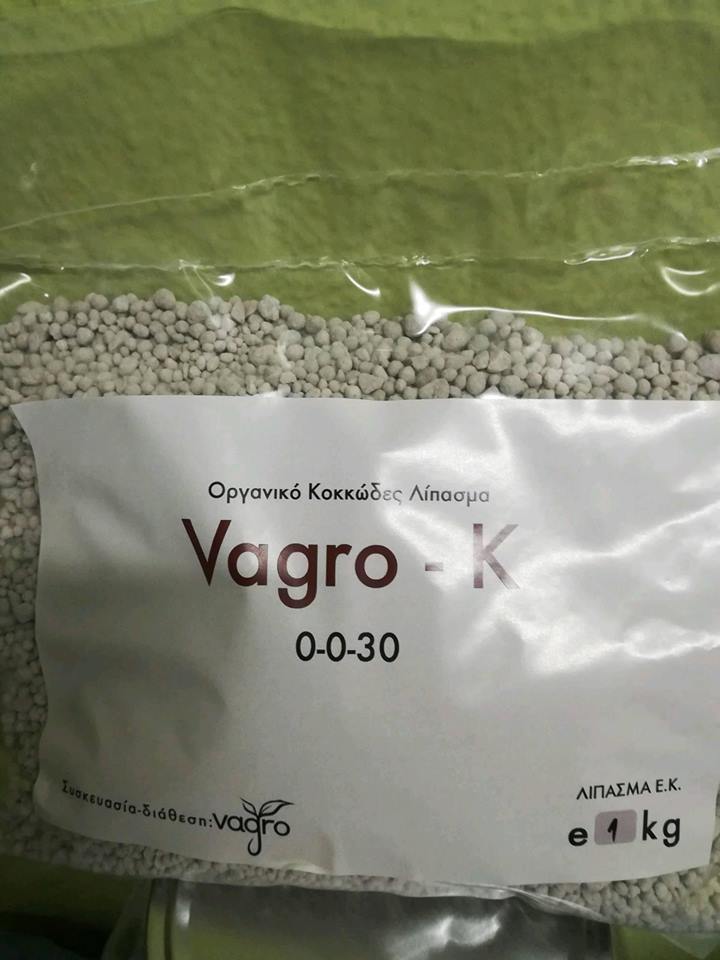 Οργανικό Κοκκώδες Λίπασμα
Vagro - K
0-0-30
Συσκευασία-διάθεση: vagro
ΛΙΠΑΣΜΑ Ε.Κ.
e 1 kg